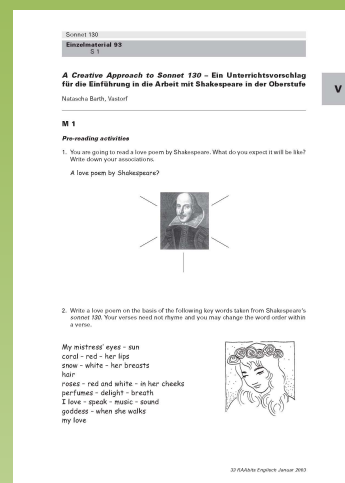 Sonnet 130
Einzelmaterial 93
S 1
A Creative Approach to Sonnet 130 – Ein Unterrichtsvorschlag
für die Einführung in die Arbeit mit Shakespeare in der Oberstufe
V
Natascha Barth, Vastorf
M 1
Pre-reading activities
1. You are going to read a love poem by Shakespeare. What do you expect it will be like?
Write down your associations.
A love poem by Shakespeare?
2. Write a love poem on the basis of the following key words taken from Shakespeare's
sonnet 130. Your verses need not rhyme and you may change the word order within
a verse.
My mistress' eyes – sun
coral – red – her lips
snow – white – her breasts
hair
roses – red and white – in her cheeks
perfumes – delight – breath
I love – speak – music – sound
goddess – when she walks
my love
33 RAAbits Englisch Januar 2003